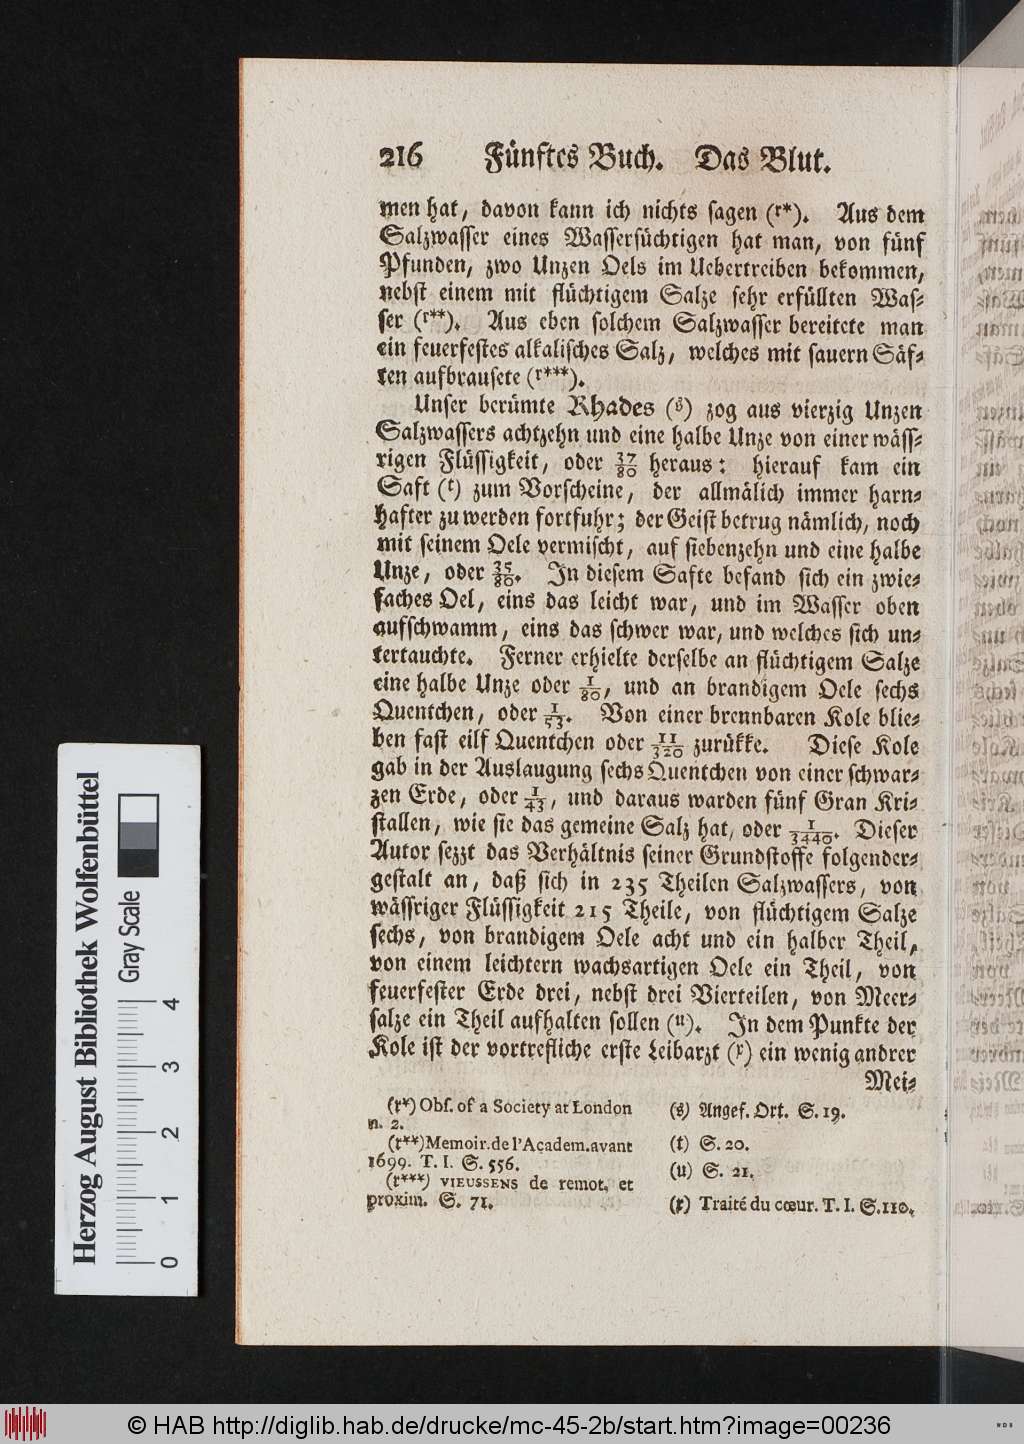 216 Fünftes Buch. Das Blut.
men hat, davon kann ich nichts sagen (r*). Aus dem
Salzwasser eines Wassersüchtigen hat man, von fünf
Pfunden, zwo Unzen Oels im Uebertreiben bekommen,
nebst einem mit flüchtigem Salze sehr erfüllten Was-
ser (r**). Aus eben solchem Salzwasser bereitete man
ein feuerfestes alkalisches Salz, welches mit sauern Säf-
ten aufbrausete (r***).
Unser berümte Rhades (s) zog aus vierzig Unzen
Salzwassers achtzehn und eine halbe Unze von einer wäss-
rigen Flüssigkeit, oder 37/80 heraus: hierauf kam ein
Saft (t) zum Vorscheine, der allmälich immer harn-
hafter zu werden fortfuhr; der Geist betrug nämlich, noch
mit seinem Oele vermischt, auf siebenzehn und eine halbe
Unze, oder 35/80. In diesem Safte befand sich ein zwie-
faches Oel, eins das leicht war, und im Wasser oben
aufschwamm, eins das schwer war, und welches sich un-
tertauchte. Ferner erhielte derselbe an flüchtigem Salze
eine halbe Unze oder 1/80, und an brandigem Oele sechs
Quentchen, oder 1/53. Von einer brennbaren Kole blie-
ben fast eilf Quentchen oder 11/320 zurükke. Diese Kole
gab in der Auslaugung sechs Quentchen von einer schwar-
zen Erde, oder 1/43, und daraus warden fünf Gran Kri-
stallen, wie sie das gemeine Salz hat, oder 1/3440. Dieser
Autor sezzt das Verhältnis seiner Grundstoffe folgender-
gestalt an, daß sich in 235 Theilen Salzwassers, von
wässriger Flüssigkeit 215 Theile, von flüchtigem Salze
sechs, von brandigem Oele acht und ein halber Theil,
von einem leichtern wachsartigen Oele ein Theil, von
feuerfester Erde drei, nebst drei Vierteilen, von Meer-
salze ein Theil aufhalten sollen (u). In dem Punkte der
Kole ist der vortrefliche erste Leibarzt (x) ein wenig andrer
Mei-
(r*) Obs. of a Society at London
n. 2.
(r**) Memoir. de l'Academ. avant
1699. T. I. S. 556.
(r***) VIEUSSENS de remot. et
proxim. S. 71.
(s) Angef. Ort. S. 19.
(t) S. 20.
(u) S. 21.
(x) Traité du cœur. T. I. S. 110.
Herzog August Bibliothek Wolfenbüttel
Gray Scale
0 1 2 3 4
© HAB http://diglib.hab.de/drucke/mc-45-2b/start.htm?image=00236